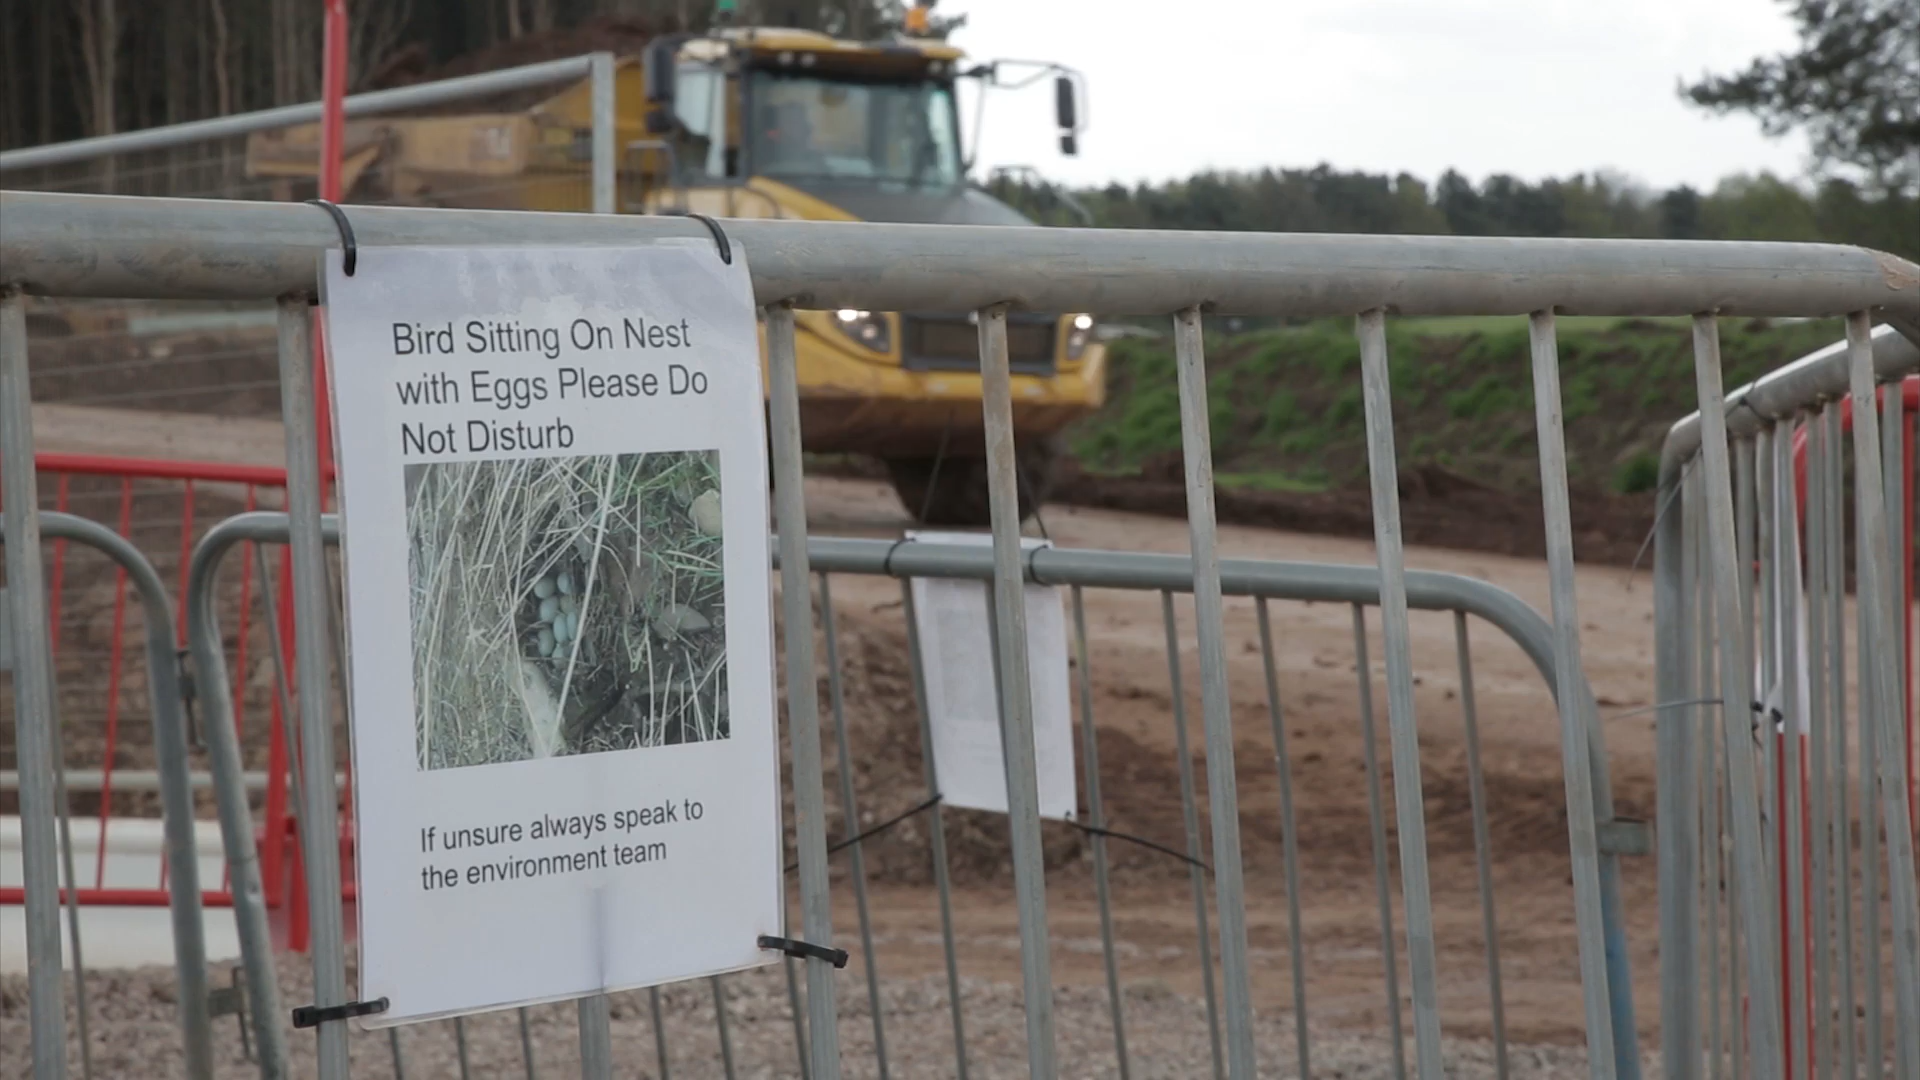 Bird Sitting On Nest
with Eggs Please Do
Not Disturb
If unsure always speak to
the environment team